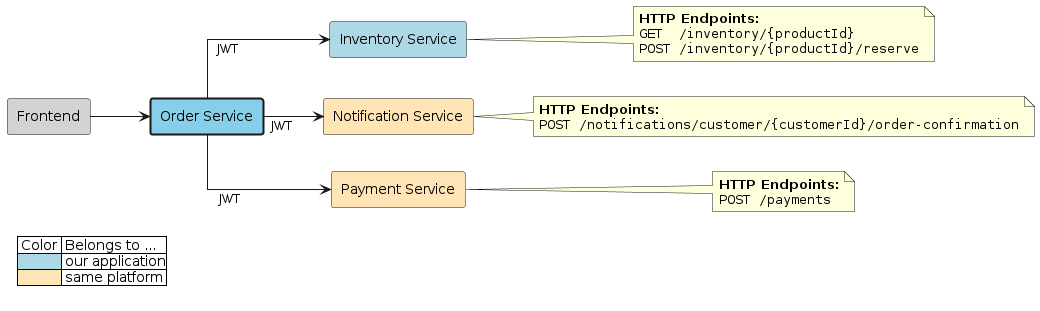 HTTP Endpoints:
GET  /inventory/{productId}
POST /inventory/{productId}/reserve
Inventory Service
JWT
Frontend
Order Service
JWT
Notification Service
HTTP Endpoints:
POST /notifications/customer/{customerId}/order-confirmation
JWT
Payment Service
HTTP Endpoints:
POST /payments
Color Belongs to ...
our application
same platform